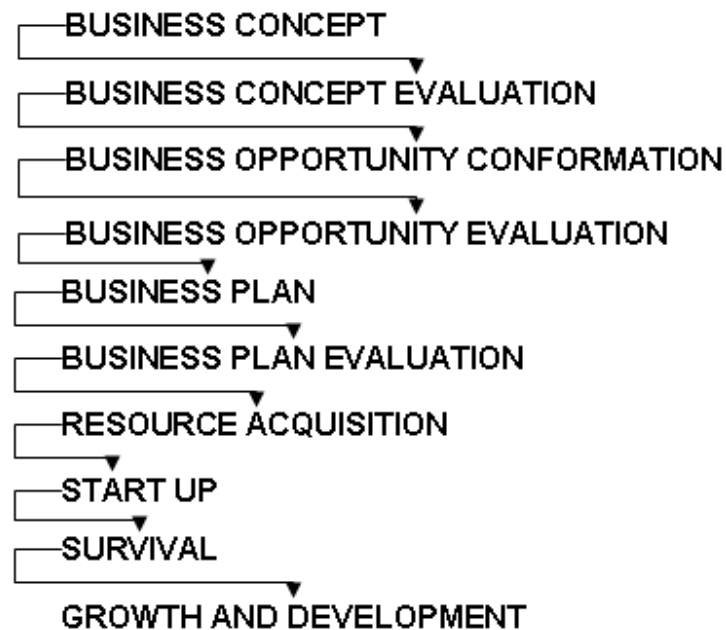 BUSINESS CONCEPT
BUSINESS CONCEPT EVALUATION
BUSINESS OPPORTUNITY CONFORMATION
BUSINESS OPPORTUNITY EVALUATION
BUSINESS PLAN
BUSINESS PLAN EVALUATION
RESOURCE ACQUISITION
START UP
SURVIVAL
GROWTH AND DEVELOPMENT